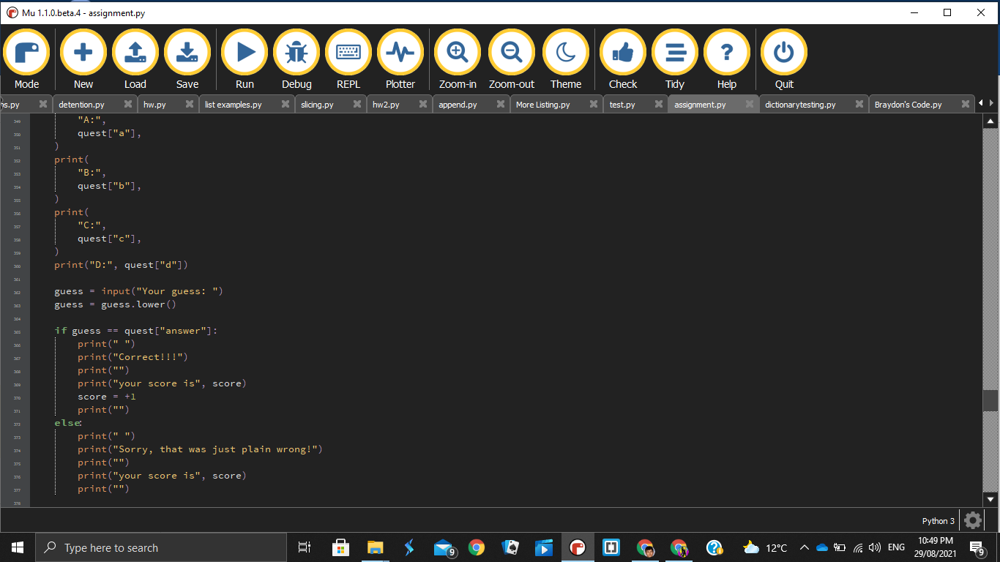 Mu 1.1.0.beta.4 - assignment.py
Mode New Load Save Run Debug REPL Plotter Zoom-in Zoom-out Theme Check Tidy Help Quit
ns.py detention.py hw.py list examples.py slicing.py hw2.py append.py More Listing.py test.py assignment.py dictionarytesting.py Braydon's Code.py
349 "A:",
350 quest["a"],
351 )
352 print(
353 "B:",
354 quest["b"],
355 )
356 print(
357 "C:",
358 quest["c"],
359 )
360 print("D:", quest["d"])
361
362 guess = input("Your guess: ")
363 guess = guess.lower()
364
365 if guess == quest["answer"]:
366 print(" ")
367 print("Correct!!!")
368 print("")
369 print("your score is", score)
370 score = +1
371 print("")
372 else:
373 print(" ")
374 print("Sorry, that was just plain wrong!")
375 print("")
376 print("your score is", score)
377 print("")
378
Python 3
Type here to search
9
12°C
ENG
10:49 PM
29/08/2021
9